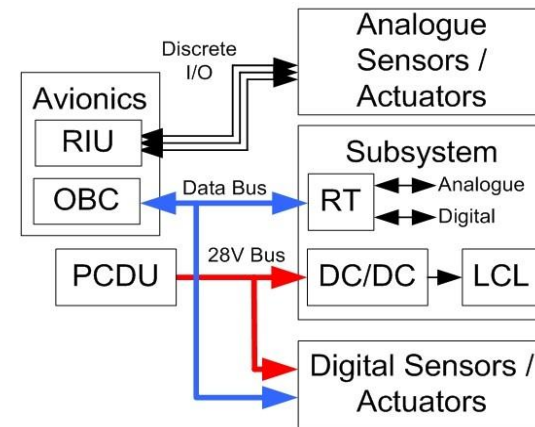 Discrete
I/O
Analogue
Sensors /
Actuators
Avionics
RIU
OBC
Data Bus
Subsystem
RT
Analogue
Digital
28V Bus
PCDU
DC/DC
LCL
Digital Sensors /
Actuators